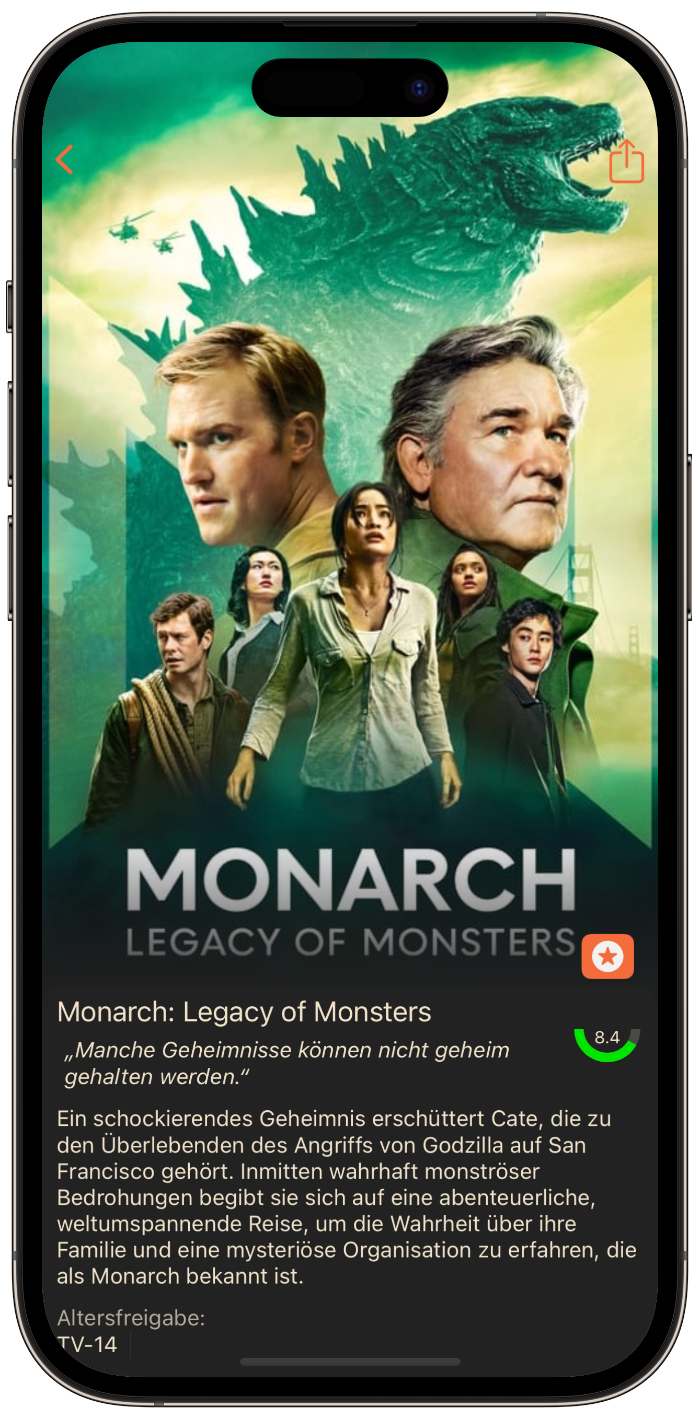 MONARCH
LEGACY OF MONSTERS
Monarch: Legacy of Monsters
„Manche Geheimnisse können nicht geheim
gehalten werden.“
8.4
Ein schockierendes Geheimnis erschüttert Cate, die zu
den Überlebenden des Angriffs von Godzilla auf San
Francisco gehört. Inmitten wahrhaft monströser
Bedrohungen begibt sie sich auf eine abenteuerliche,
weltumspannende Reise, um die Wahrheit über ihre
Familie und eine mysteriöse Organisation zu erfahren, die
als Monarch bekannt ist.
Altersfreigabe:
TV-14